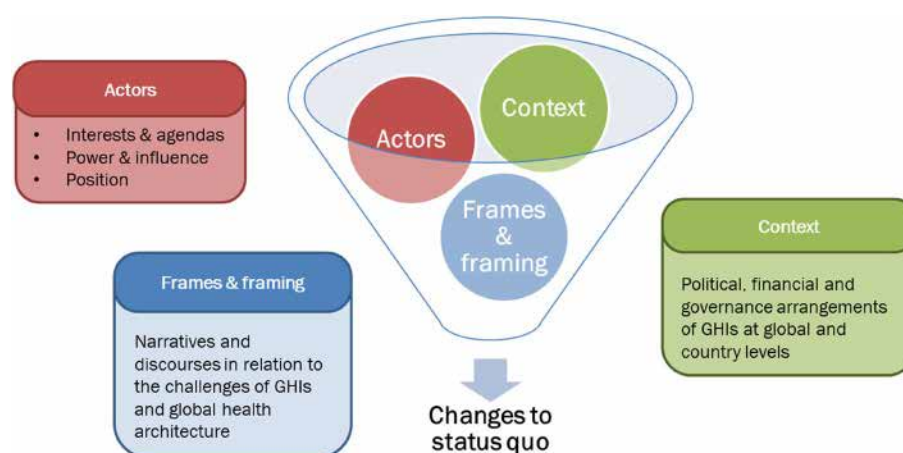 Actors
• Interests & agendas
• Power & influence
• Position
Actors
Context
Frames
&
framing
Context
Political, financial and
governance arrangements
of GHIs at global and
country levels
Frames & framing
Narratives and
discourses in relation to
the challenges of GHIs
and global health
architecture
Changes to
status quo